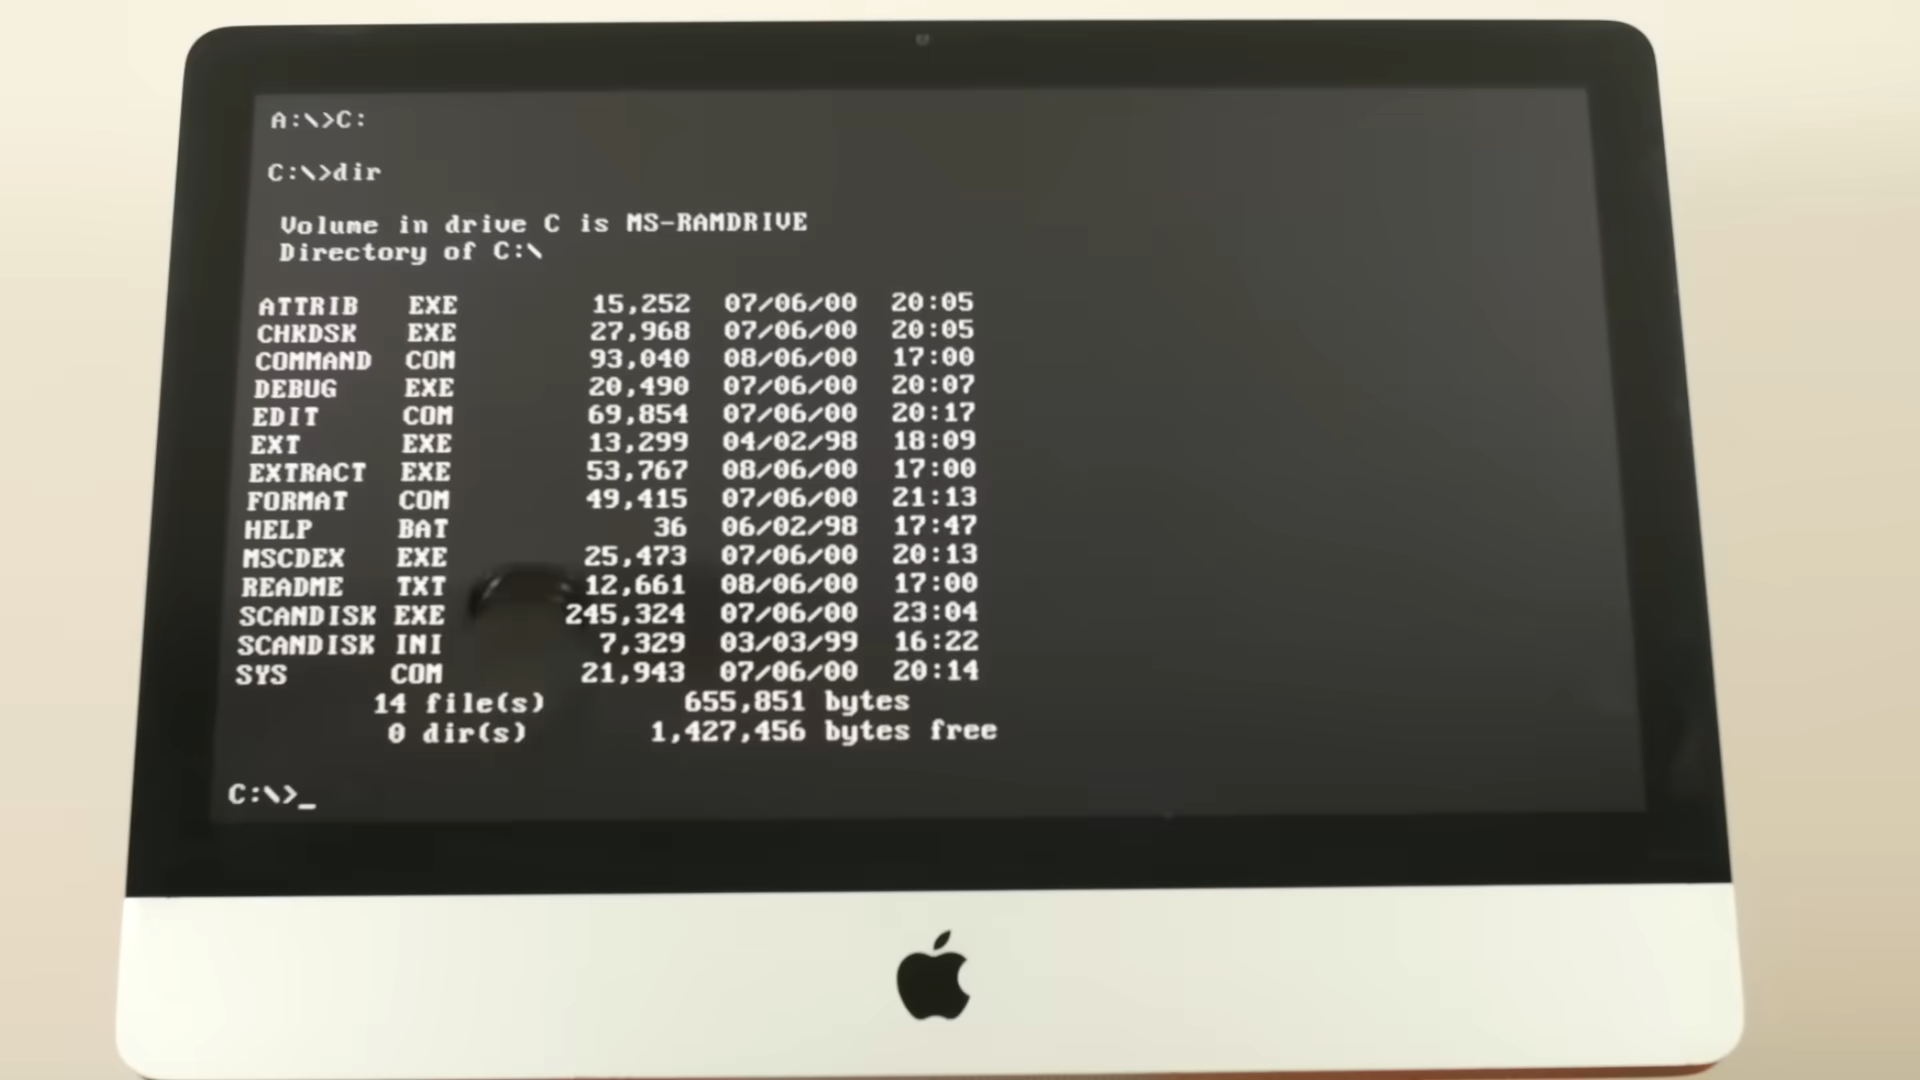 A:\>C:
C:\>dir
Volume in drive C is MS-RAMDRIVE
Directory of C:\
ATTRIB EXE 15,252 07/06/00 20:05
CHKDSK EXE 27,968 07/06/00 20:05
COMMAND COM 93,040 08/06/00 17:00
DEBUG EXE 20,490 07/06/00 20:07
EDIT COM 69,854 07/06/00 20:17
EXT EXE 13,299 04/02/98 18:09
EXTRACT EXE 53,767 08/06/00 17:00
FORMAT COM 49,415 07/06/00 21:13
HELP BAT 36 06/02/98 17:47
MSCDEX EXE 25,473 07/06/00 20:13
README TXT 12,661 08/06/00 17:00
SCANDISK EXE 245,324 07/06/00 23:04
SCANDISK INI 7,329 03/03/99 16:22
SYS COM 21,943 07/06/00 20:14
14 file(s) 655,851 bytes
0 dir(s) 1,427,456 bytes free
C:\>_